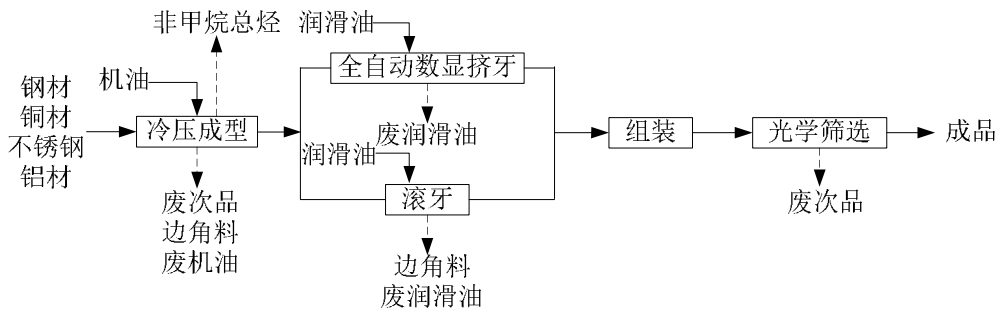 非甲烷总烃
润滑油
机油
钢材
铜材
不锈钢
铝材
冷压成型
废次品
边角料
废机油
全自动数显挤牙
废润滑油
润滑油
滚牙
边角料
废润滑油
组装
光学筛选
废次品
成品